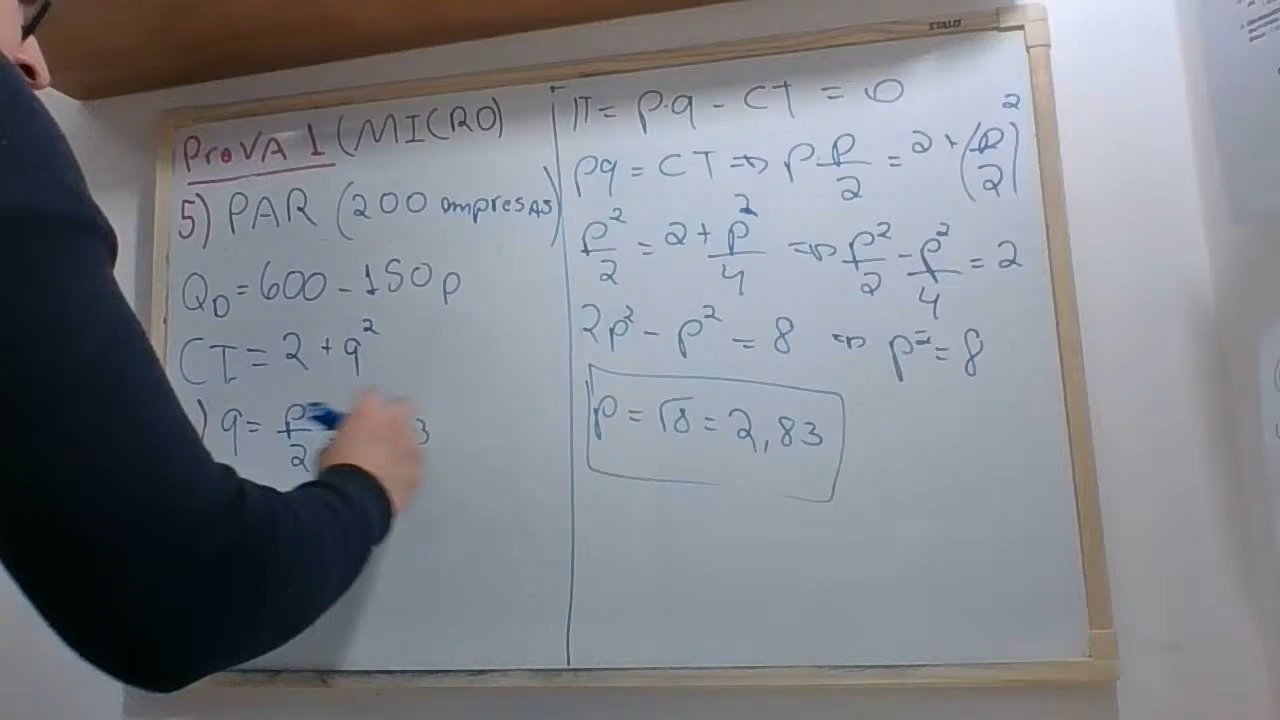 STALO
PROVA 1 (MICRO)
5) PAR (200 empresas)
Q_D = 600 - 150p
CT = 2 + q²
) q = p/2 3
π = p.q - CT = 0
pq = CT => p p/2 = 2 + (p/2)²
p²/2 = 2 + p²/4 => p²/2 - p²/4 = 2
2p² - p² = 8 => p² = 8
p = √8 = 2,83